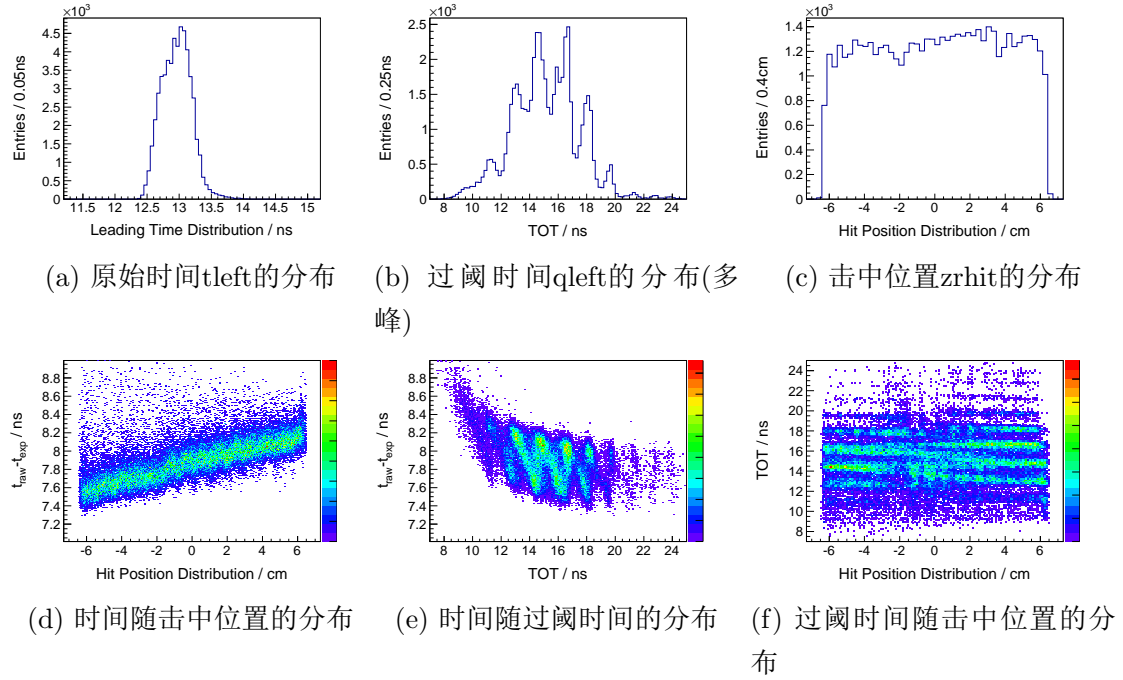 ×10³
Entries / 0.05ns
4.5
4
3.5
3
2.5
2
1.5
1
0.5
0
11.5 12 12.5 13 13.5 14 14.5 15
Leading Time Distribution / ns
(a) 原始时间tleft的分布
×10³
Entries / 0.25ns
2.5
2
1.5
1
0.5
0
8 10 12 14 16 18 20 22 24
TOT / ns
(b) 过阈时间qleft的分布(多
峰)
×10³
Entries / 0.4cm
1.4
1.2
1
0.8
0.6
0.4
0.2
0
-6 -4 -2 0 2 4 6
Hit Position Distribution / cm
(c) 击中位置zrhit的分布
t_raw-t_exp / ns
8.8
8.6
8.4
8.2
8
7.8
7.6
7.4
7.2
-6 -4 -2 0 2 4 6
Hit Position Distribution / cm
(d) 时间随击中位置的分布
t_raw-t_exp / ns
8.8
8.6
8.4
8.2
8
7.8
7.6
7.4
7.2
8 10 12 14 16 18 20 22 24
TOT / ns
(e) 时间随过阈时间的分布
TOT / ns
24
22
20
18
16
14
12
10
8
-6 -4 -2 0 2 4 6
Hit Position Distribution / cm
(f) 过阈时间随击中位置的分
布